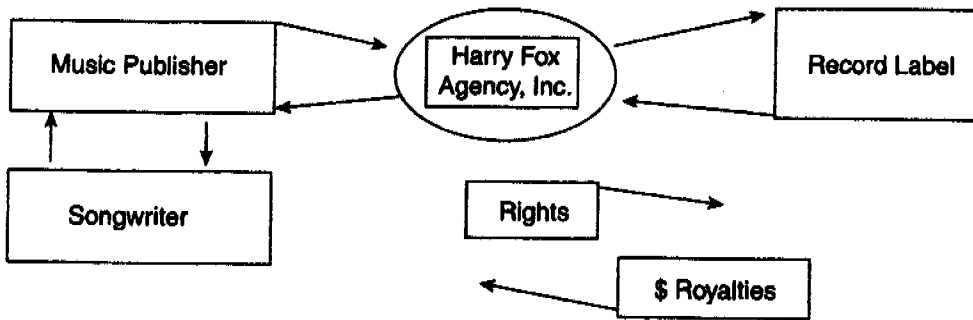 Music Publisher
Harry Fox
Agency, Inc.
Record Label
Songwriter
Rights
$ Royalties